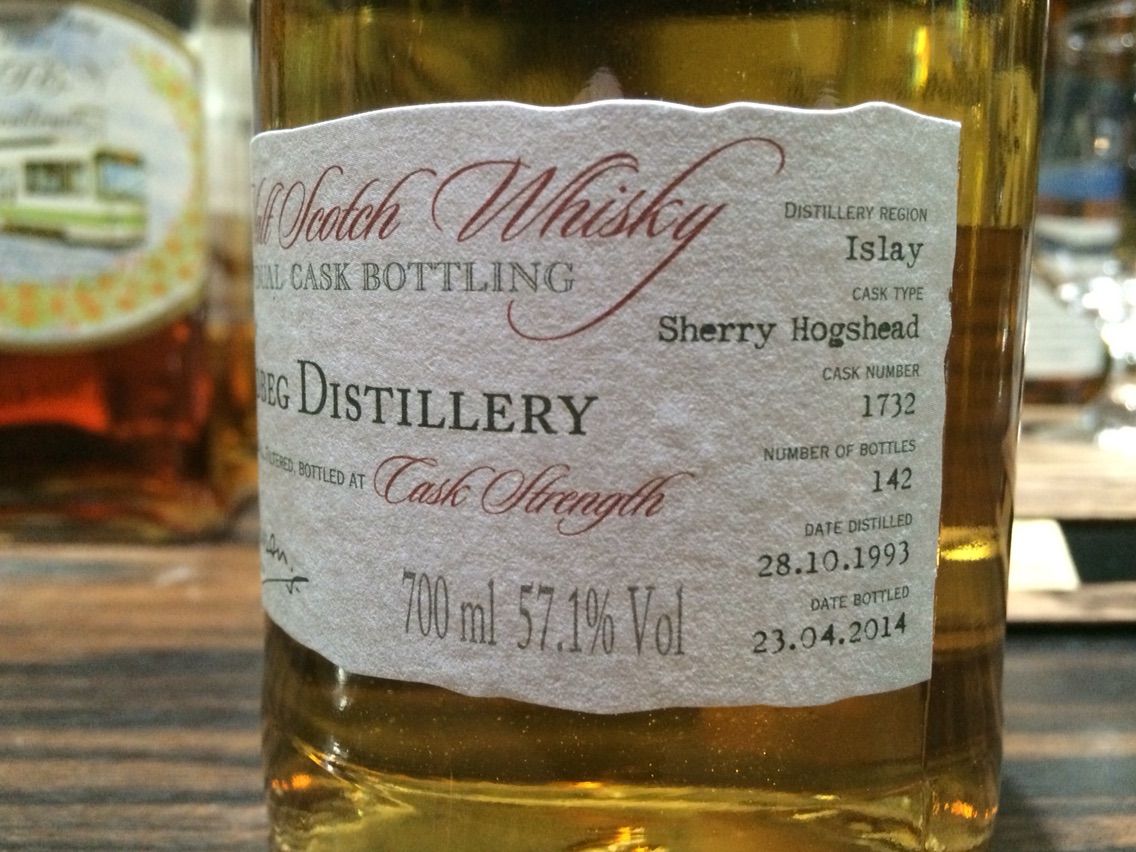 Scotch Whisky
CASK BOTTLING
DISTILLERY
FILTERED, BOTTLED AT Cask Strength
700 ml 57.1% Vol
DISTILLERY REGION
Islay
CASK TYPE
Sherry Hogshead
CASK NUMBER
1732
NUMBER OF BOTTLES
142
DATE DISTILLED
28.10.1993
DATE BOTTLED
23.04.2014